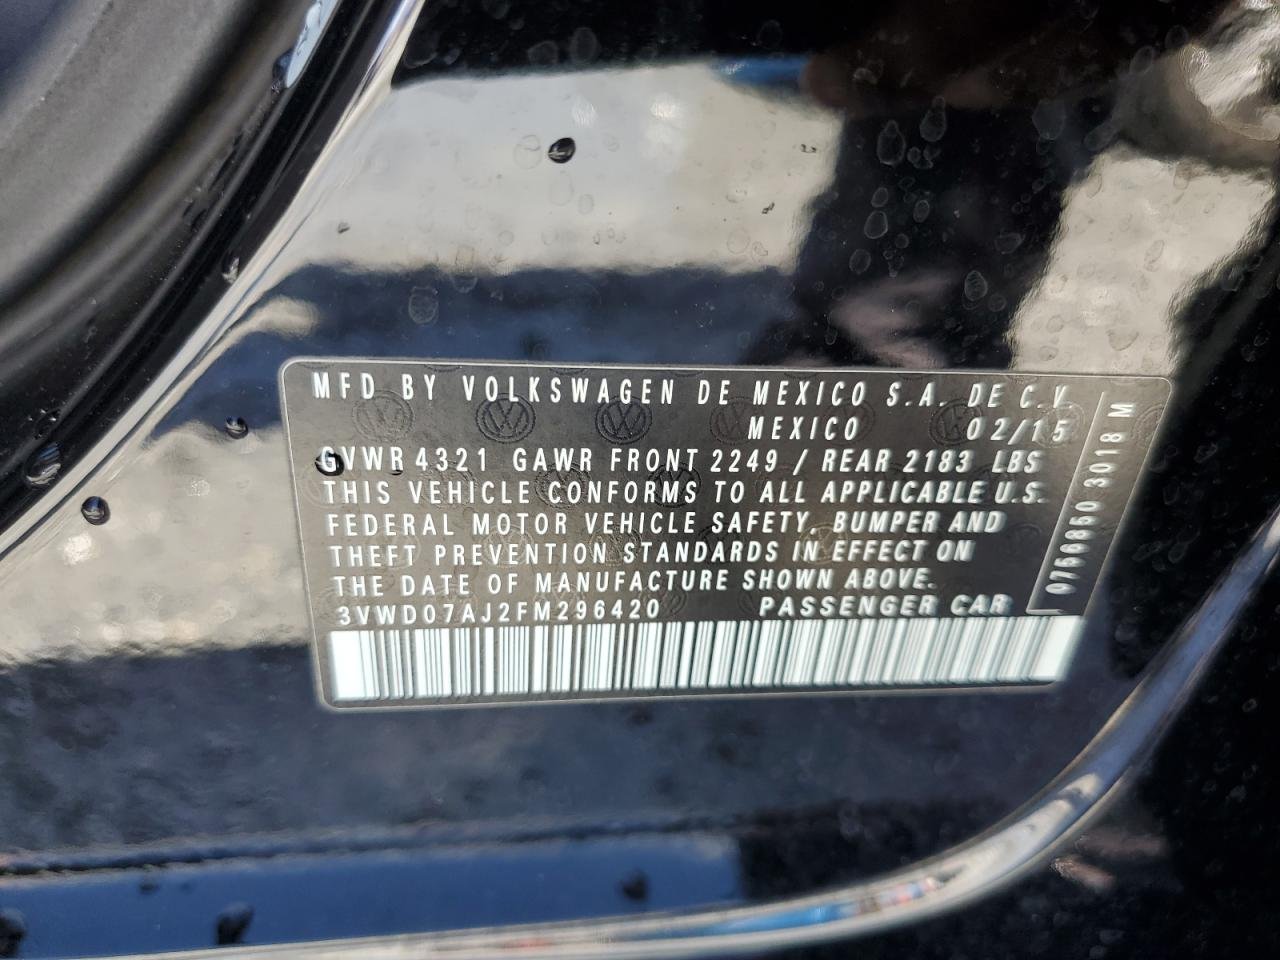 MFD BY VOLKSWAGEN DE MEXICO S.A. DE C.V.
MEXICO 02/15
GVWR 4321 GAWR FRONT 2249 / REAR 2183 LBS
THIS VEHICLE CONFORMS TO ALL APPLICABLE U.S.
FEDERAL MOTOR VEHICLE SAFETY, BUMPER AND
THEFT PREVENTION STANDARDS IN EFFECT ON
THE DATE OF MANUFACTURE SHOWN ABOVE.
3VWD07AJ2FM296420 PASSENGER CAR
0756850 3018 M